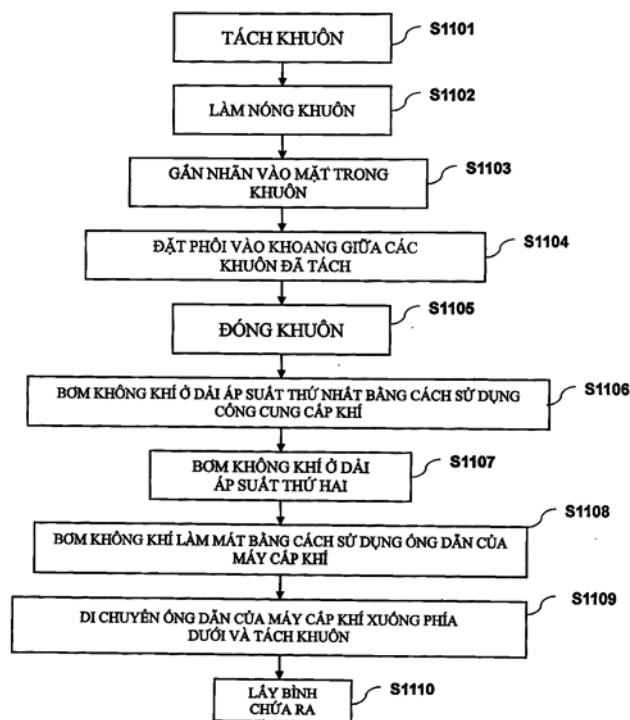 TÁCH KHUÔN
S1101
LÀM NÓNG KHUÔN
S1102
GẮN NHÃN VÀO MẶT TRONG
KHUÔN
S1103
ĐẶT PHÔI VÀO KHOANG GIỮA CÁC
KHUÔN ĐÃ TÁCH
S1104
ĐÓNG KHUÔN
S1105
BƠM KHÔNG KHÍ Ở DẢI ÁP SUẤT THỨ NHẤT BẰNG CÁCH SỬ DỤNG
CÔNG CUNG CẤP KHÍ
S1106
BƠM KHÔNG KHÍ Ở DẢI
ÁP SUẤT THỨ HAI
S1107
BƠM KHÔNG KHÍ LÀM MÁT BẰNG CÁCH SỬ DỤNG ỐNG DẪN CỦA
MÁY CẤP KHÍ
S1108
DI CHUYỂN ỐNG DẪN CỦA MÁY CẤP KHÍ XUỐNG PHÍA
DƯỚI VÀ TÁCH KHUÔN
S1109
LẤY BÌNH
CHỨA RA
S1110